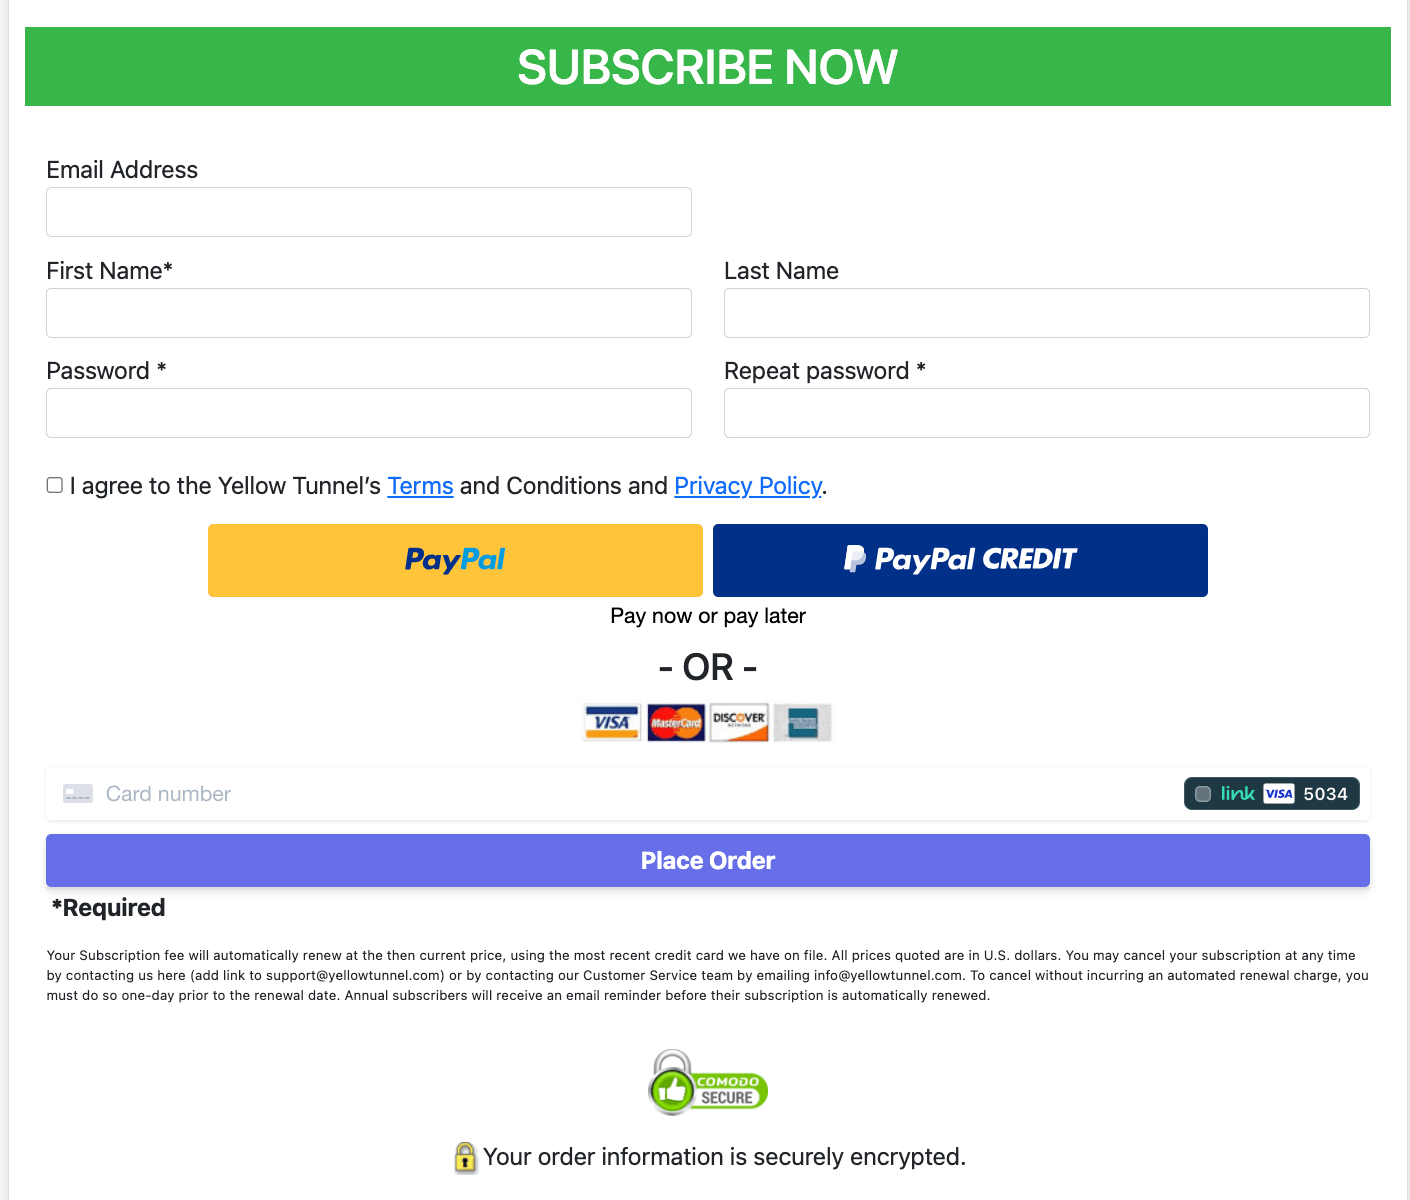 SUBSCRIBE NOW
Email Address
First Name* Last Name
Password * Repeat password *
I agree to the Yellow Tunnel’s Terms and Conditions and Privacy Policy.
PayPal PayPal CREDIT
Pay now or pay later
- OR -
VISA MasterCard DISCOVER
Card number link VISA 5034
Place Order
*Required
Your Subscription fee will automatically renew at the then current price, using the most recent credit card we have on file. All prices quoted are in U.S. dollars. You may cancel your subscription at any time
by contacting us here (add link to support@yellowtunnel.com) or by contacting our Customer Service team by emailing info@yellowtunnel.com. To cancel without incurring an automated renewal charge, you
must do so one-day prior to the renewal date. Annual subscribers will receive an email reminder before their subscription is automatically renewed.
COMODO
SECURE
Your order information is securely encrypted.